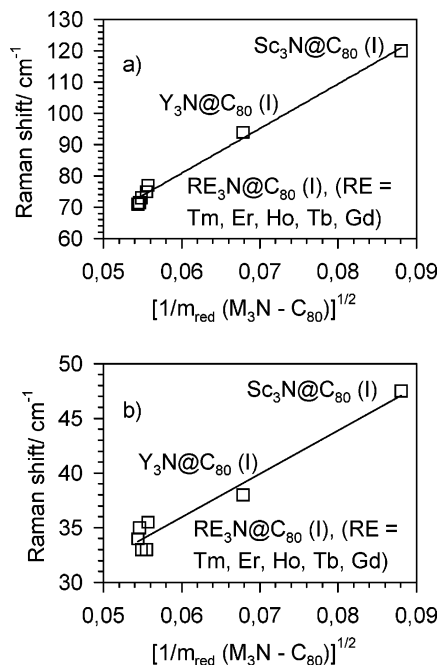 130
120
110
100
90
80
70
60
Raman shift/ cm⁻¹
a)
Sc₃N@C₈₀ (I)
Y₃N@C₈₀ (I)
RE₃N@C₈₀ (I), (RE =
Tm, Er, Ho, Tb, Gd)
0,05 0,06 0,07 0,08 0,09
[1/m_red (M₃N - C₈₀)]^1/2
50
45
40
35
30
Raman shift/ cm⁻¹
b)
Sc₃N@C₈₀ (I)
Y₃N@C₈₀ (I)
RE₃N@C₈₀ (I), (RE =
Tm, Er, Ho, Tb, Gd)
0,05 0,06 0,07 0,08 0,09
[1/m_red (M₃N - C₈₀)]^1/2